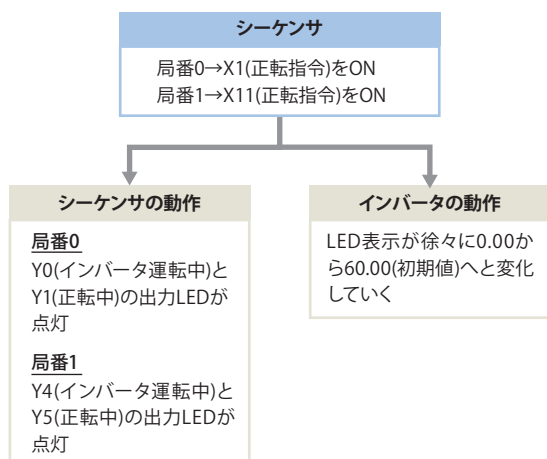 シーケンサ
局番0→X1(正転指令)をON
局番1→X11(正転指令)をON
シーケンサの動作
局番0
Y0(インバータ運転中)と
Y1(正転中)の出力LEDが
点灯
局番1
Y4(インバータ運転中)と
Y5(正転中)の出力LEDが
点灯
インバータの動作
LED表示が徐々に0.00か
ら60.00(初期値)へと変化
していく